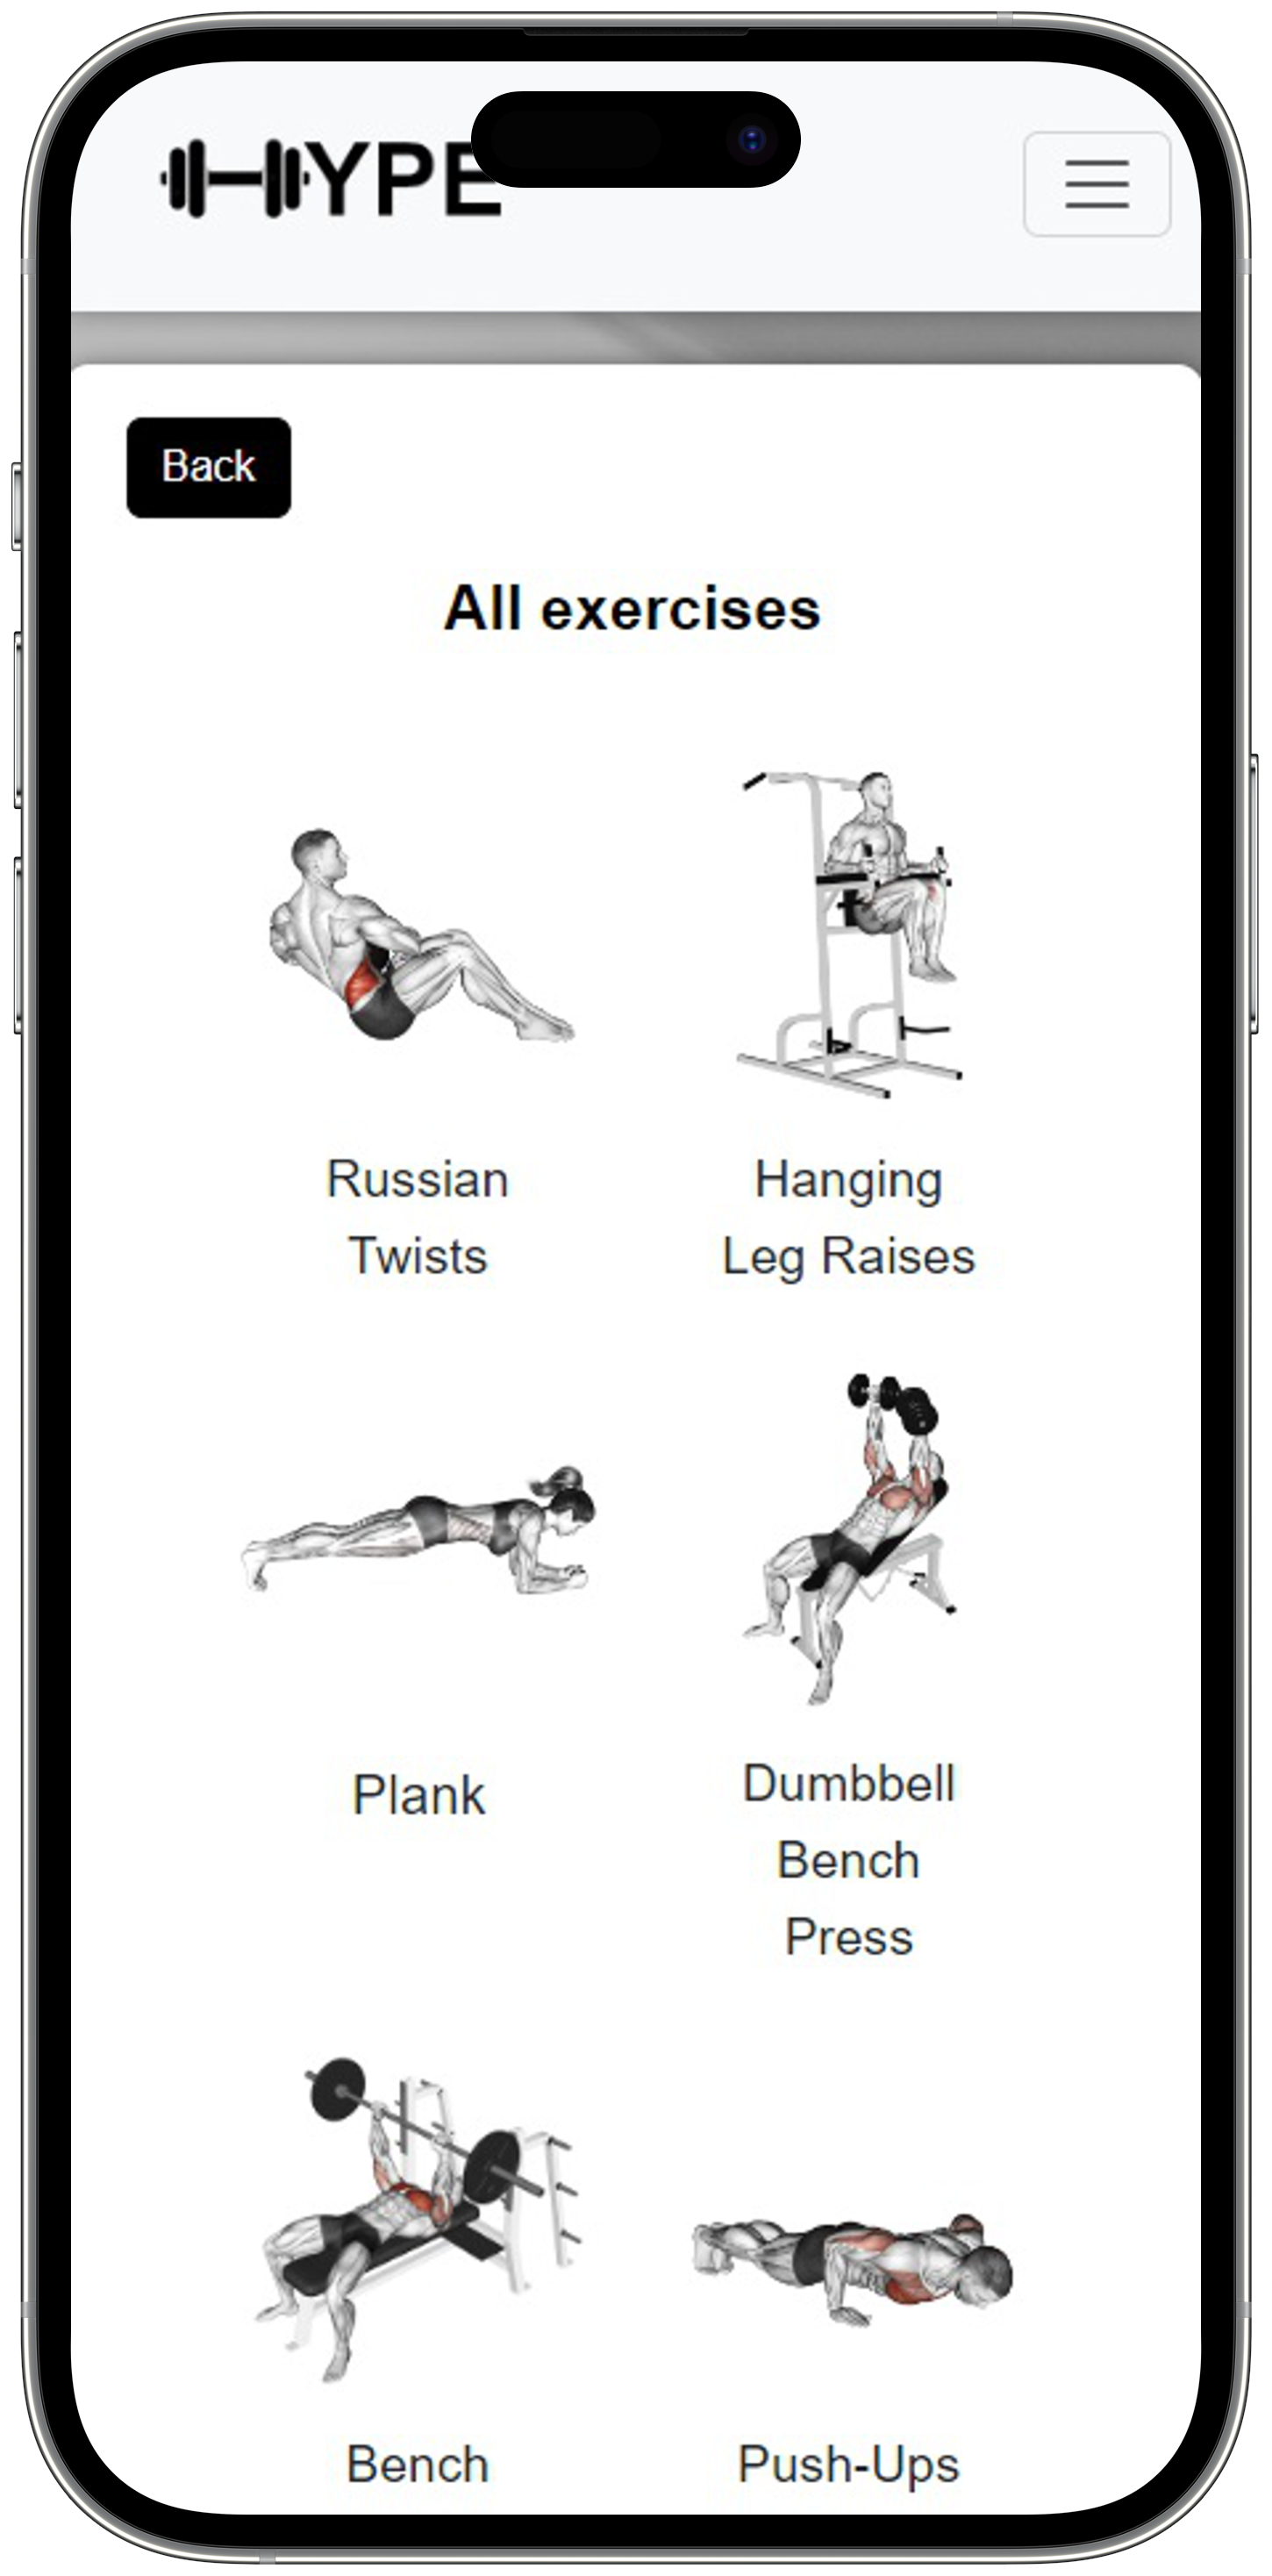 HYPE
Back
All exercises
Russian
Twists
Hanging
Leg Raises
Plank
Dumbbell
Bench
Press
Bench
Push-Ups